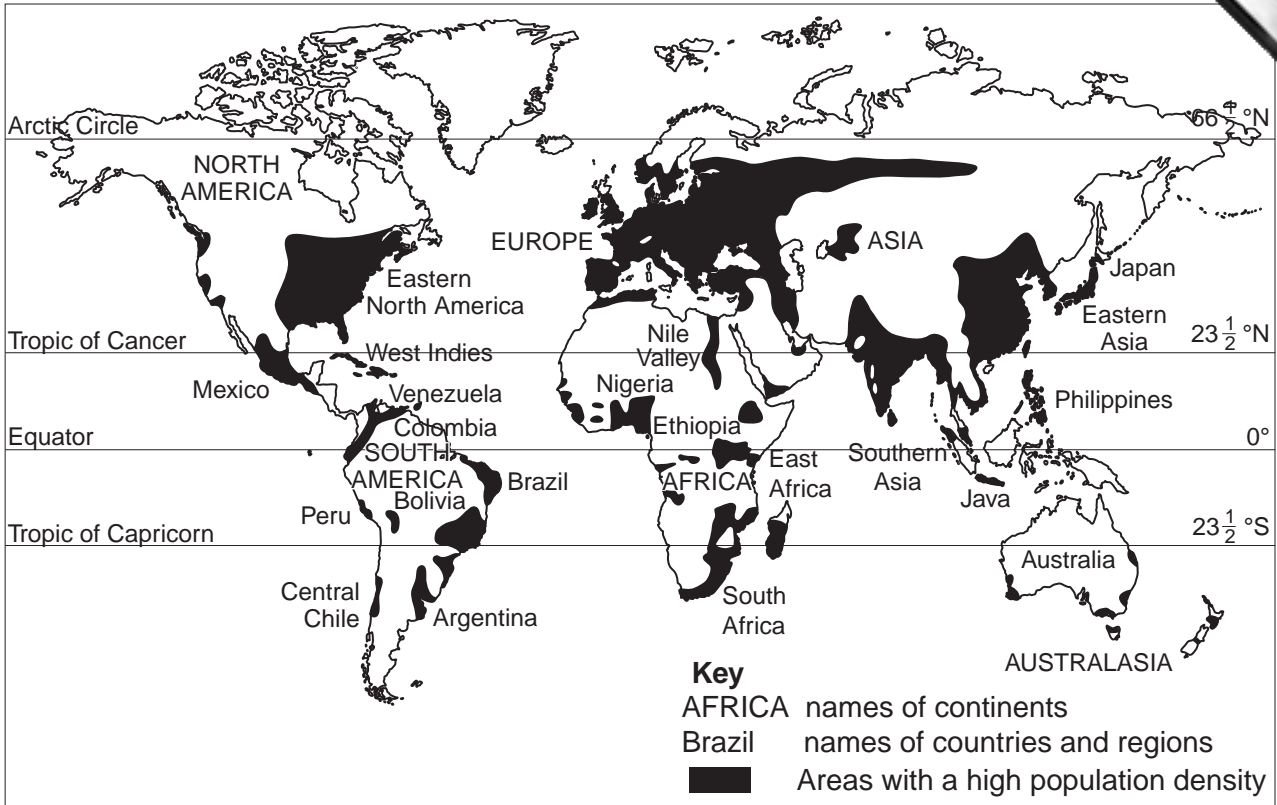 Arctic Circle
66 °N
NORTH
AMERICA
EUROPE
ASIA
Eastern
North America
Japan
Eastern
Asia
Tropic of Cancer
23 1/2 °N
Nile
Valley
West Indies
Mexico
Nigeria
Venezuela
Philippines
Colombia
Ethiopia
Equator
0°
SOUTH
AMERICA
Bolivia
Brazil
AFRICA
East
Africa
Southern
Asia
Java
Peru
Tropic of Capricorn
23 1/2 °S
Australia
Central
Chile
Argentina
South
Africa
AUSTRALASIA
Key
AFRICA names of continents
Brazil names of countries and regions
Areas with a high population density